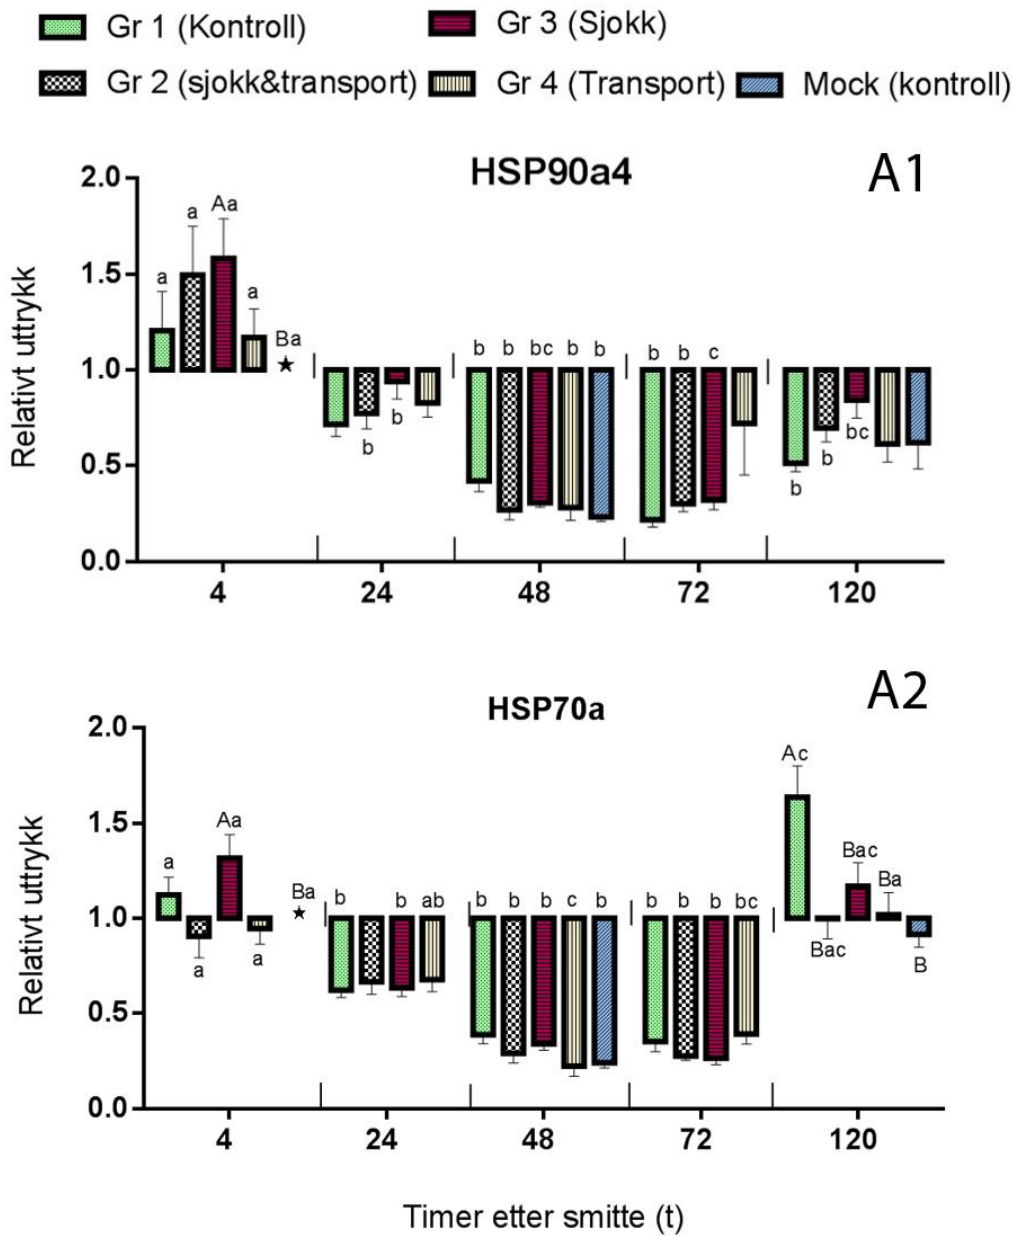 Gr 1 (Kontroll) Gr 3 (Sjokk)
Gr 2 (sjokk&transport) Gr 4 (Transport) Mock (kontroll)
HSP90a4 A1
Relativt uttrykk
2.0
1.5
1.0
0.5
0.0
a a Aa a Ba
b b
b b bc b b
b b c
b b bc
4 24 48 72 120
HSP70a A2
Relativt uttrykk
2.0
1.5
1.0
0.5
0.0
a a Aa a Ba
b b ab
b b b c b
b b b bc
Ac Bac Bac Ba B
4 24 48 72 120
Timer etter smitte (t)